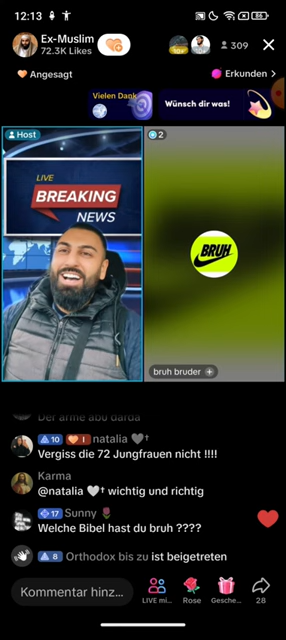 12:13
86
Ex-Muslim
72.3K Likes
309
Angesagt
Erkunden >
Vielen Dank
Wünsch dir was!
Host
2
LIVE
BREAKING
NEWS
BRUH
bruh bruder +
Der arme abu darda
10 1 natalia 🤍†
Vergiss die 72 Jungfrauen nicht !!!!
Karma
@natalia 🤍† wichtig und richtig
17 Sunny 🌷
Welche Bibel hast du bruh ????
8 Orthodox bis zu ist beigetreten
Kommentar hinz...
LIVE mi...
Rose
Gesche...
28